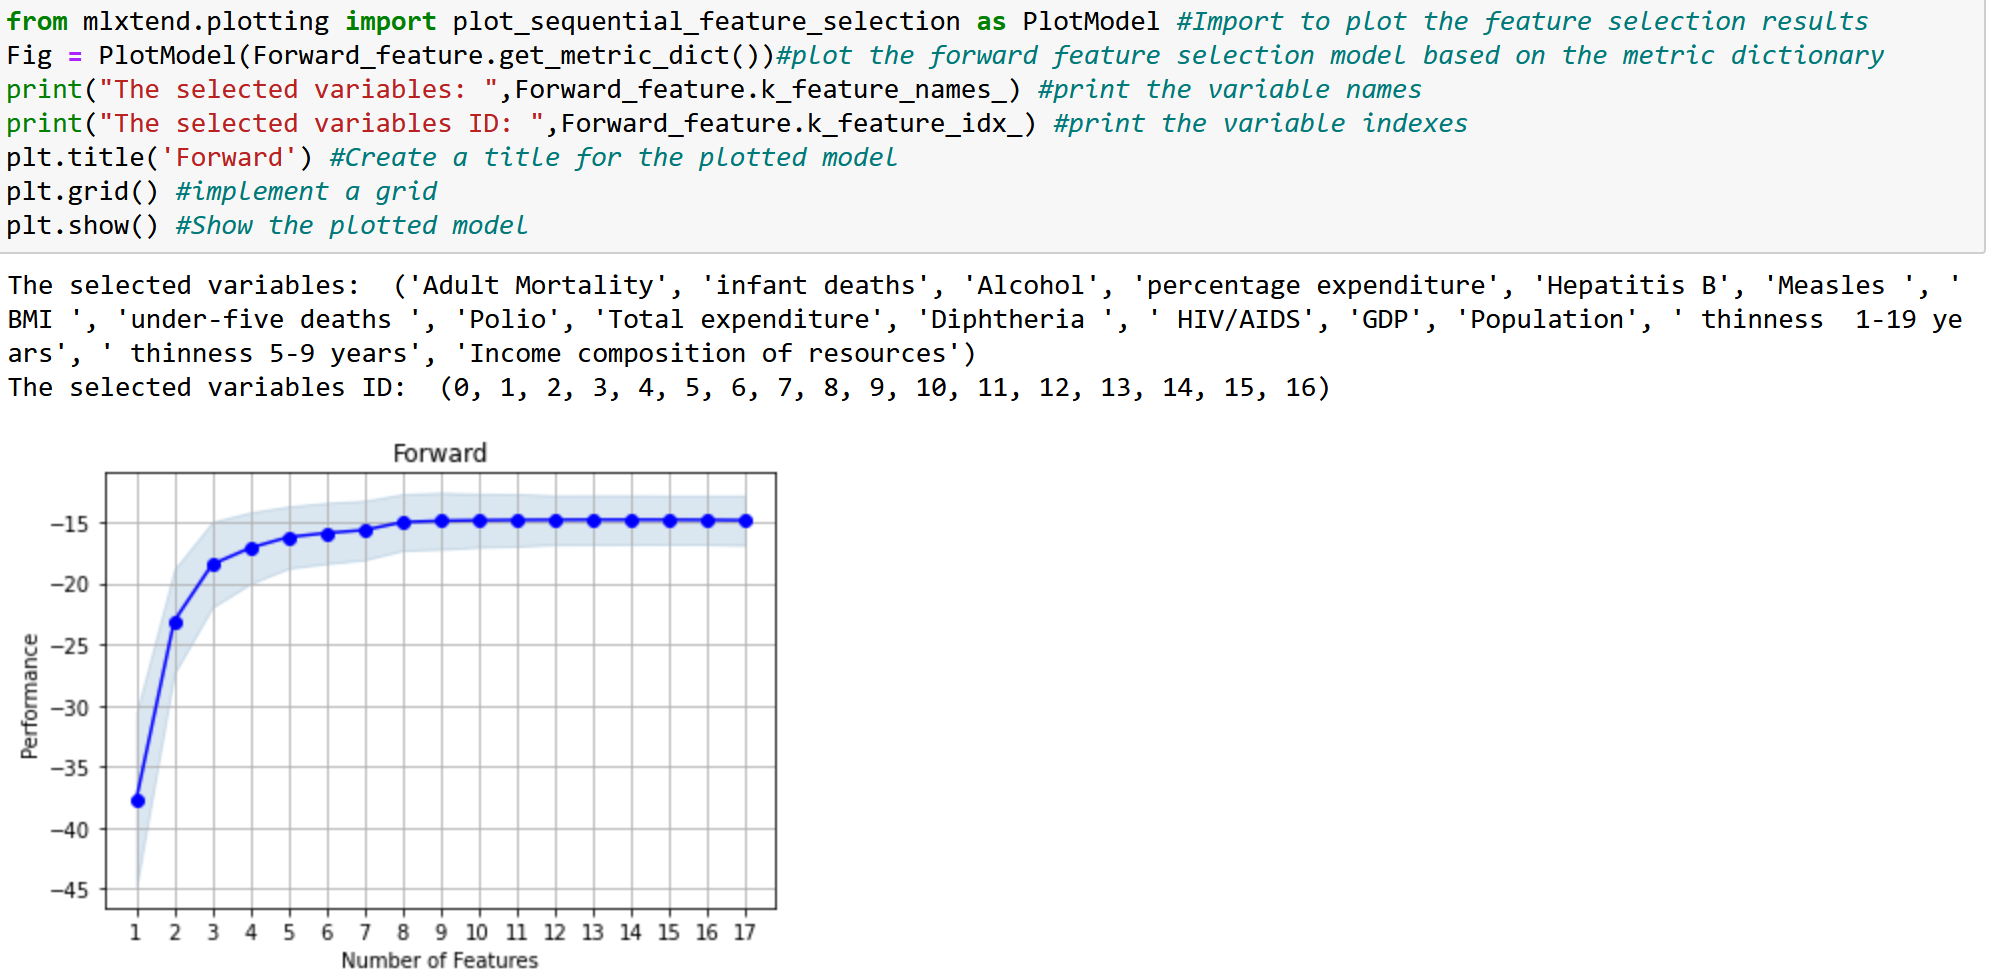 from mlxtend.plotting import plot_sequential_feature_selection as PlotModel #Import to plot the feature selection results
Fig = PlotModel(Forward_feature.get_metric_dict())#plot the forward feature selection model based on the metric dictionary
print("The selected variables: ",Forward_feature.k_feature_names_) #print the variable names
print("The selected variables ID: ",Forward_feature.k_feature_idx_) #print the variable indexes
plt.title('Forward') #Create a title for the plotted model
plt.grid() #implement a grid
plt.show() #Show the plotted model
The selected variables:  ('Adult Mortality', 'infant deaths', 'Alcohol', 'percentage expenditure', 'Hepatitis B', 'Measles ', '
BMI ', 'under-five deaths ', 'Polio', 'Total expenditure', 'Diphtheria ', ' HIV/AIDS', 'GDP', 'Population', ' thinness  1-19 ye
ars', ' thinness 5-9 years', 'Income composition of resources')
The selected variables ID:  (0, 1, 2, 3, 4, 5, 6, 7, 8, 9, 10, 11, 12, 13, 14, 15, 16)
Forward
−15
−20
−25
−30
−35
−40
−45
Performance
1 2 3 4 5 6 7 8 9 10 11 12 13 14 15 16 17
Number of Features